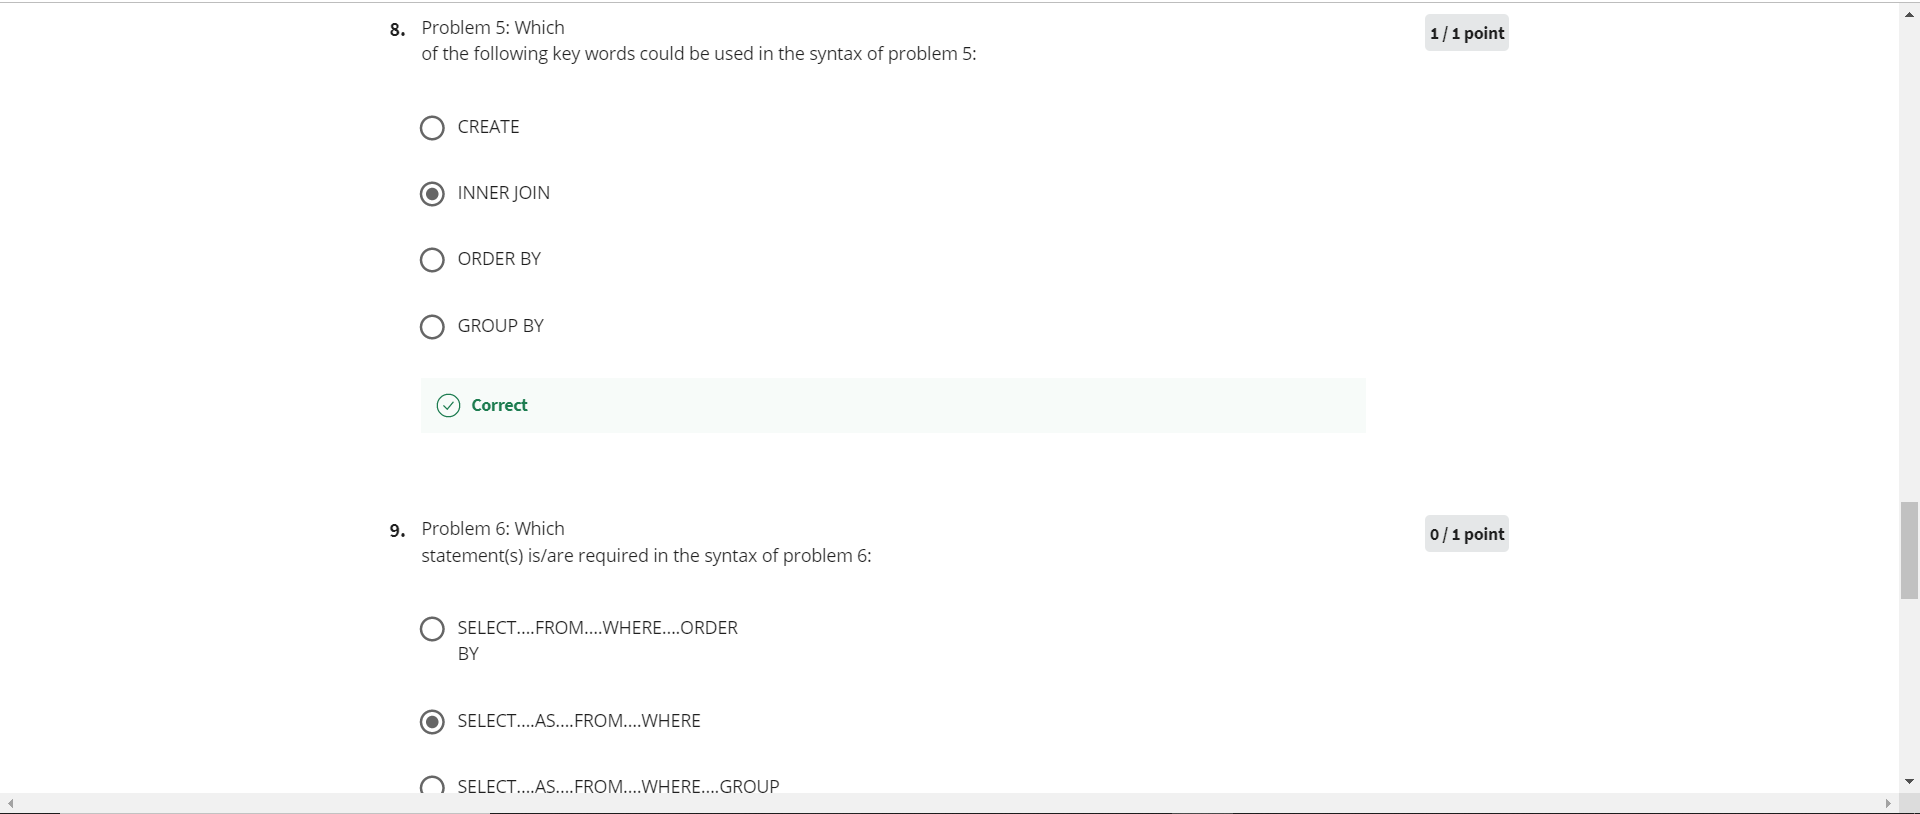 8. Problem 5: Which
of the following key words could be used in the syntax of problem 5:
1 / 1 point
CREATE
INNER JOIN
ORDER BY
GROUP BY
Correct
9. Problem 6: Which
statement(s) is/are required in the syntax of problem 6:
0 / 1 point
SELECT....FROM....WHERE....ORDER
BY
SELECT....AS....FROM....WHERE
SELECT....AS....FROM....WHERE....GROUP